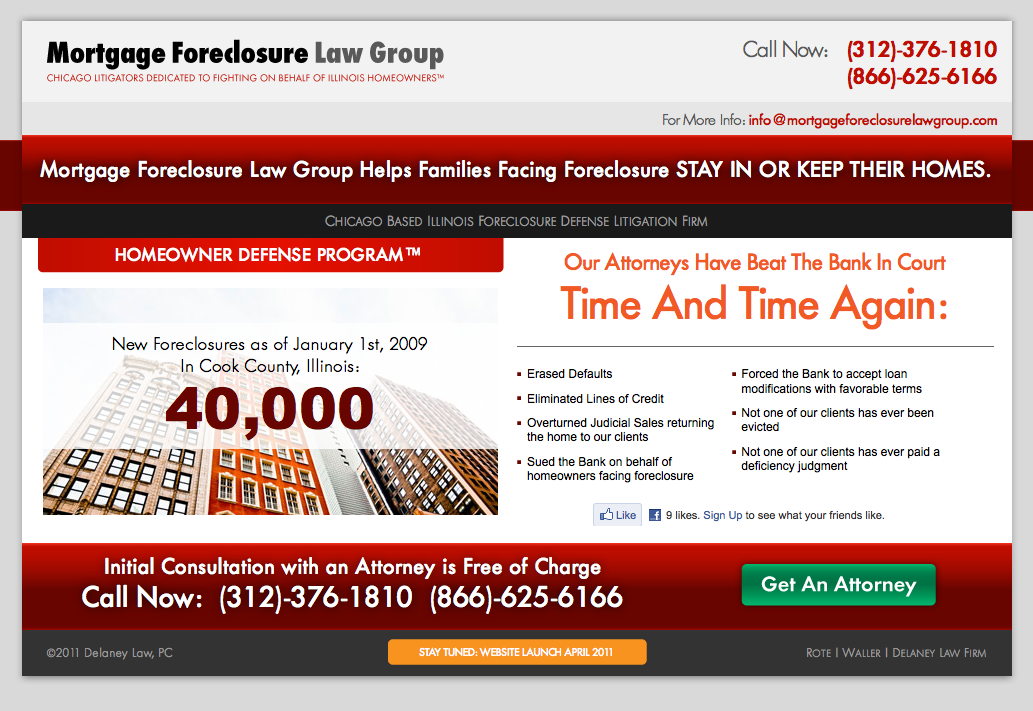 Mortgage Foreclosure Law Group
CHICAGO LITIGATORS DEDICATED TO FIGHTING ON BEHALF OF ILLINOIS HOMEOWNERS™
Call Now: (312)-376-1810
(866)-625-6166
For More Info: info@mortgageforeclosurelawgroup.com
Mortgage Foreclosure Law Group Helps Families Facing Foreclosure STAY IN OR KEEP THEIR HOMES.
CHICAGO BASED ILLINOIS FORECLOSURE DEFENSE LITIGATION FIRM
HOMEOWNER DEFENSE PROGRAM™
New Foreclosures as of January 1st, 2009
In Cook County, Illinois:
40,000
Our Attorneys Have Beat The Bank In Court
Time And Time Again:
Erased Defaults
Eliminated Lines of Credit
Overturned Judicial Sales returning
the home to our clients
Sued the Bank on behalf of
homeowners facing foreclosure
Forced the Bank to accept loan
modifications with favorable terms
Not one of our clients has ever been
evicted
Not one of our clients has ever paid a
deficiency judgment
Like 9 likes. Sign Up to see what your friends like.
Initial Consultation with an Attorney is Free of Charge
Call Now: (312)-376-1810 (866)-625-6166
Get An Attorney
©2011 Delaney Law, PC
STAY TUNED: WEBSITE LAUNCH APRIL 2011
ROTE | WALLER | DELANEY LAW FIRM